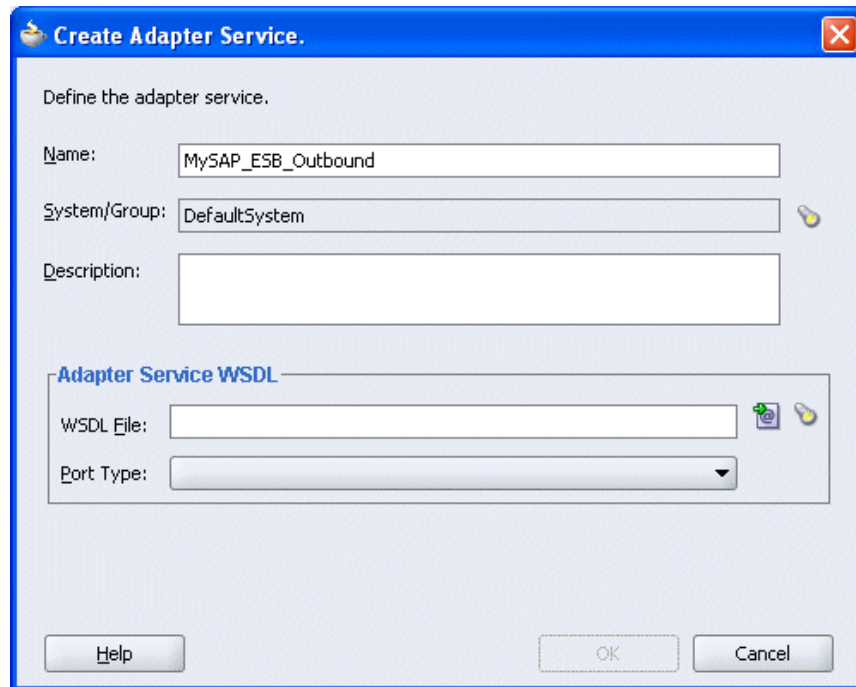 Create Adapter Service.
Define the adapter service.
Name: MySAP_ESB_Outbound
System/Group: DefaultSystem
Description:
Adapter Service WSDL
WSDL File:
Port Type:
Help OK Cancel